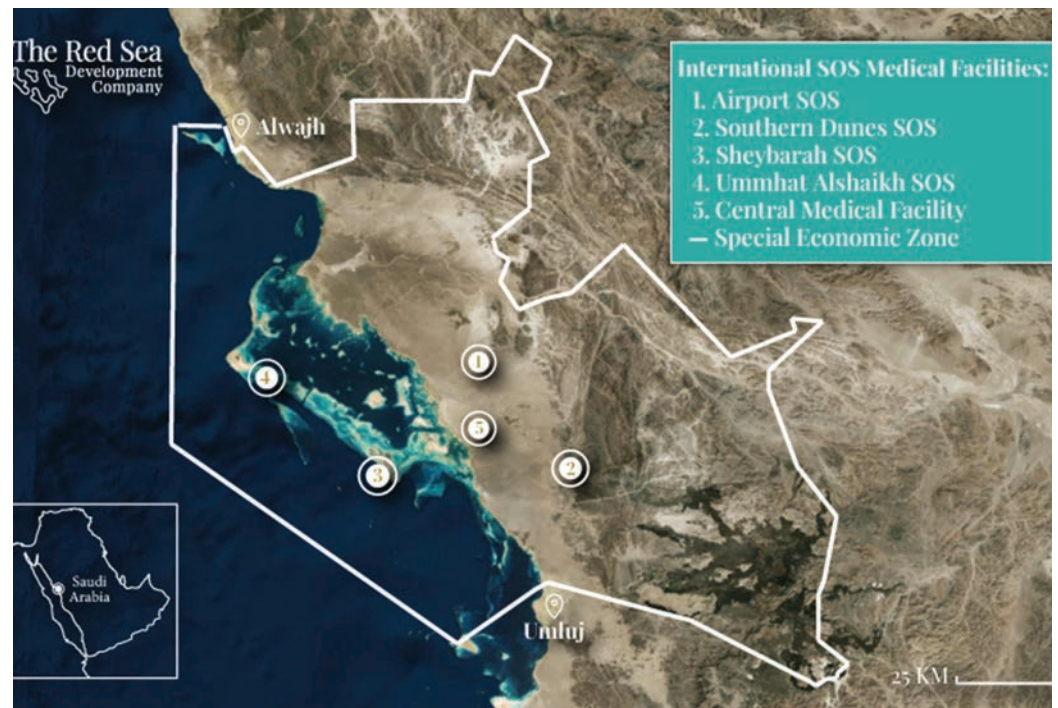 The Red Sea
Development
Company
International SOS Medical Facilities:
1. Airport SOS
2. Southern Dunes SOS
3. Sheybarah SOS
4. Ummhat Alshaikh SOS
5. Central Medical Facility
Special Economic Zone
Alwajh
1
4
5
2
3
Saudi
Arabia
Umluj
25 KM